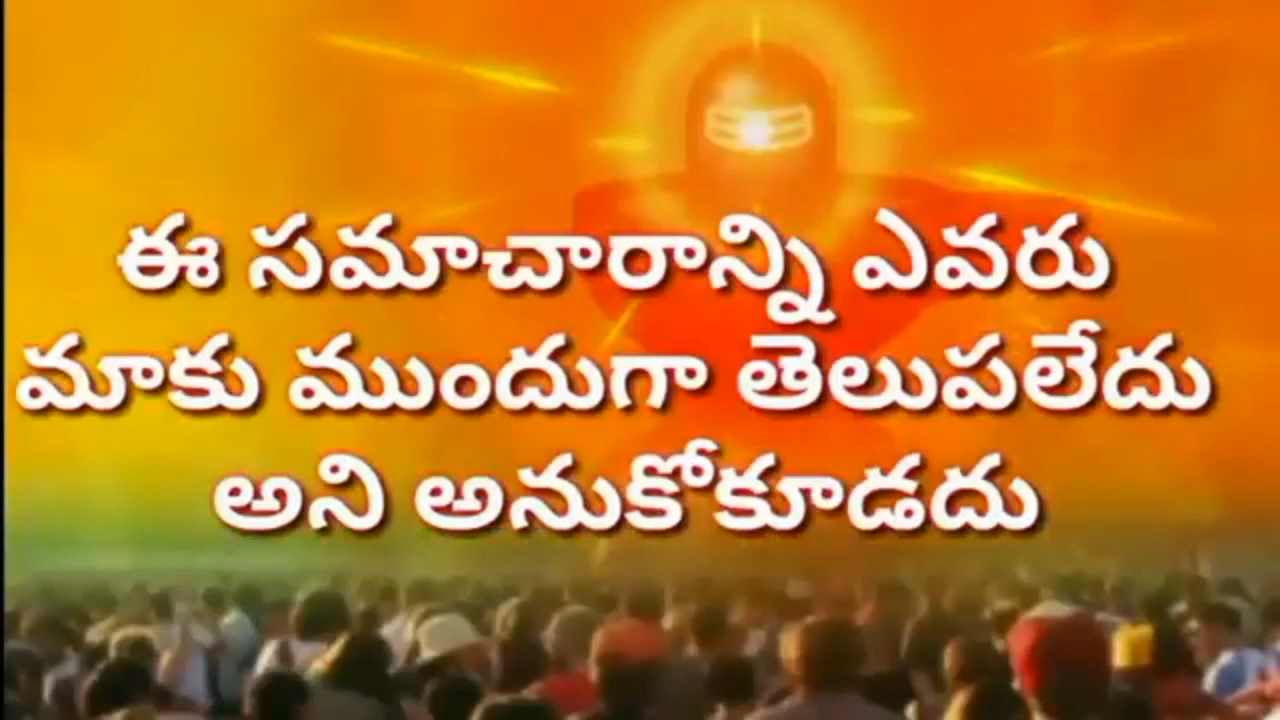 ఈ సమాచారాన్ని ఎవరు
మాకు ముందుగా తెలుపలేదు
అని అనుకోకూడదు